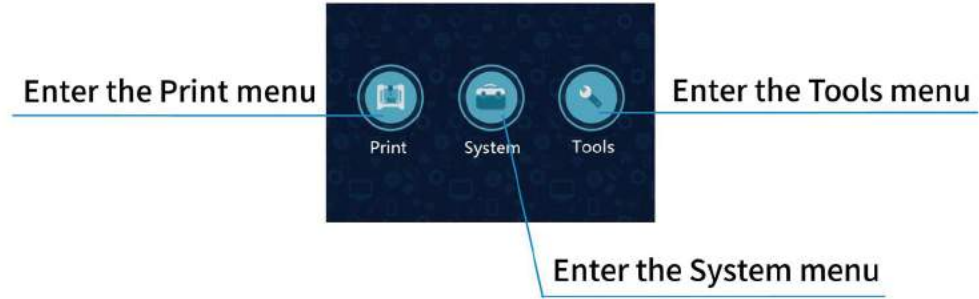 Enter the Print menu
Enter the Tools menu
Print
System
Tools
Enter the System menu